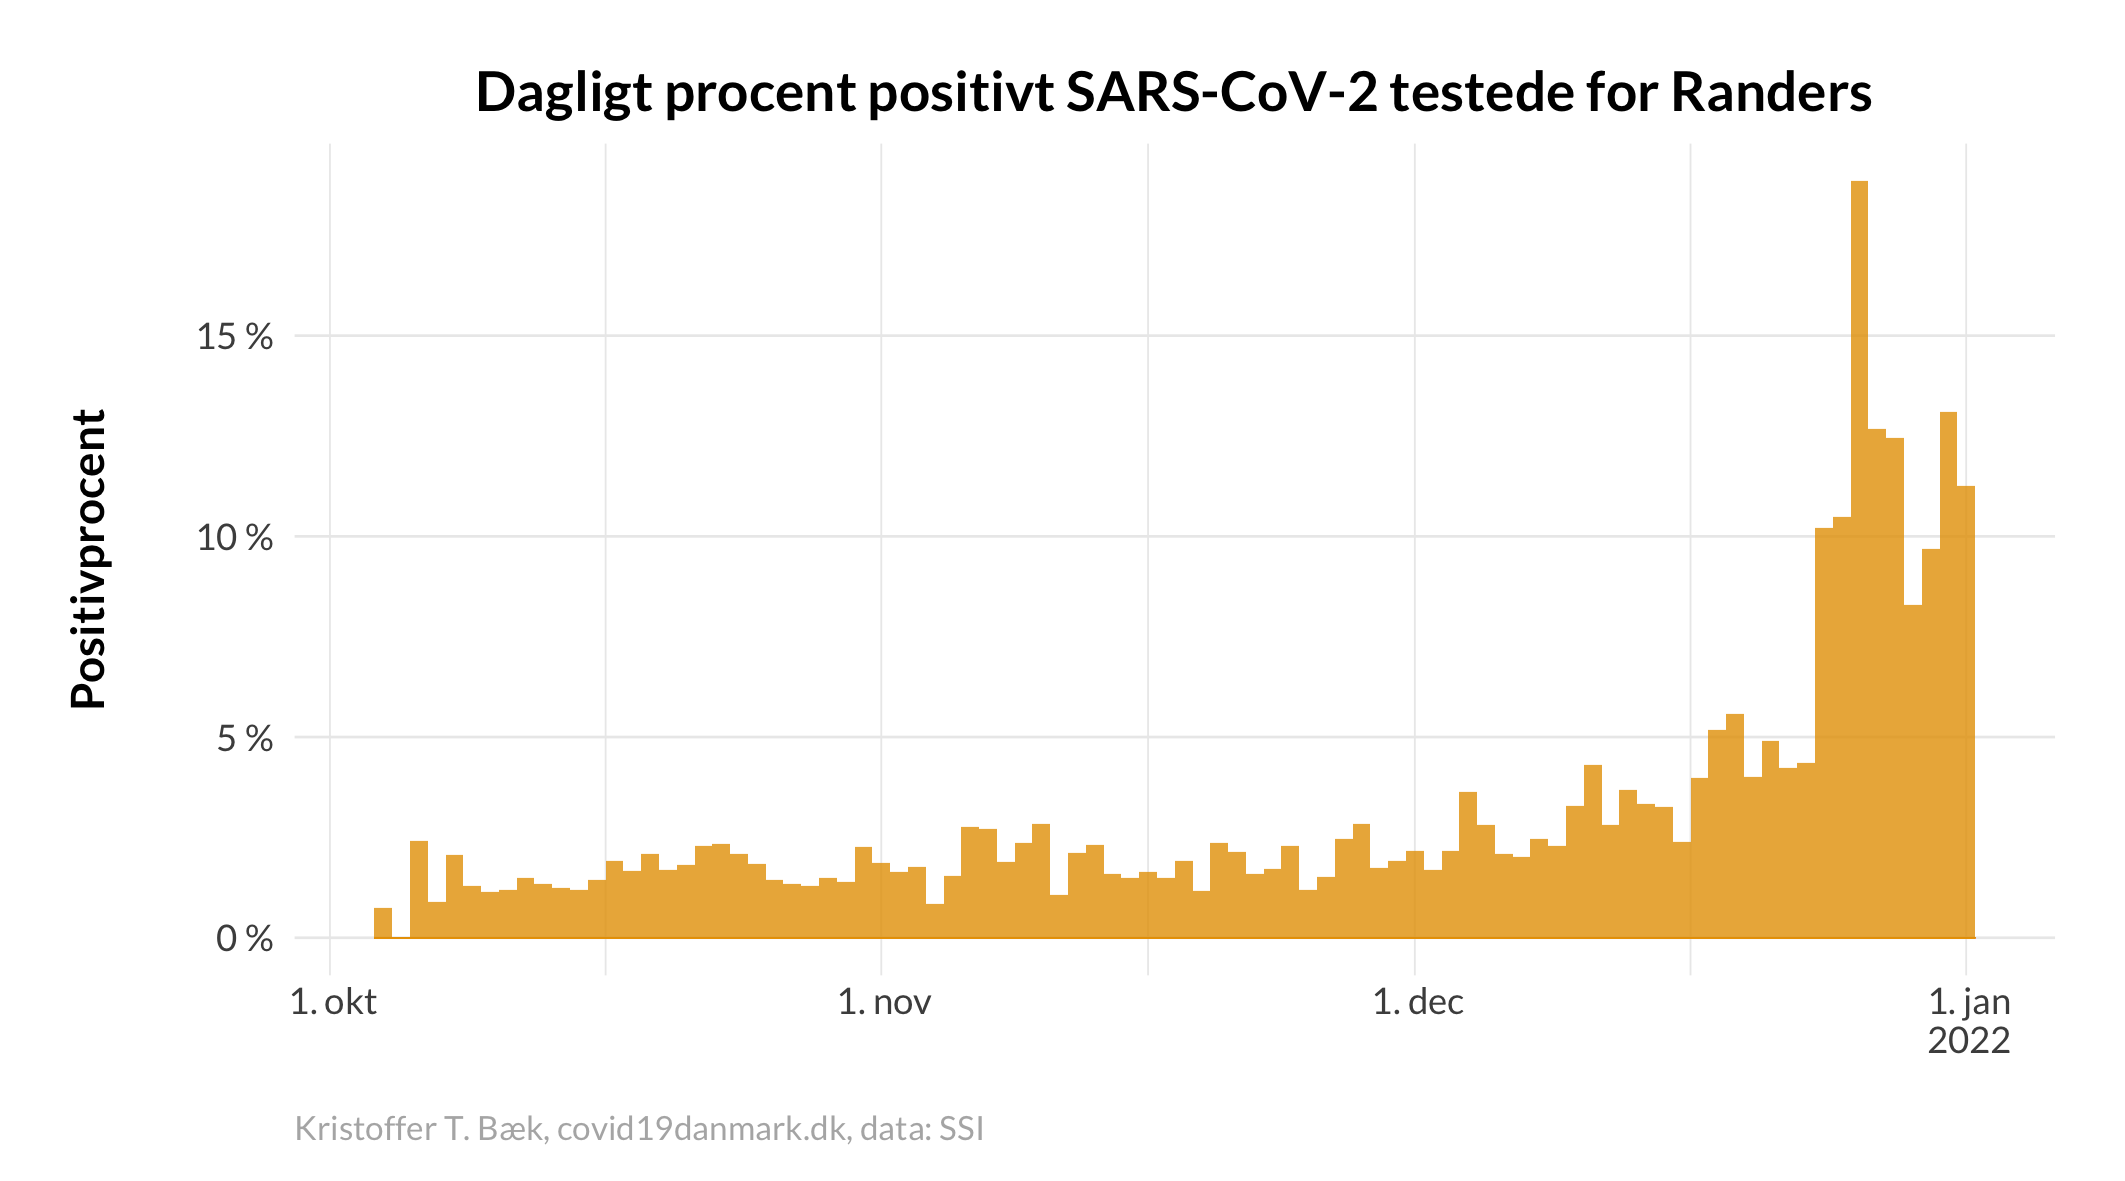 Dagligt procent positivt SARS-CoV-2 testede for Randers
Positivprocent
15 %
10 %
5 %
0 %
1. okt
1. nov
1. dec
1. jan
2022
Kristoffer T. Bæk, covid19danmark.dk, data: SSI